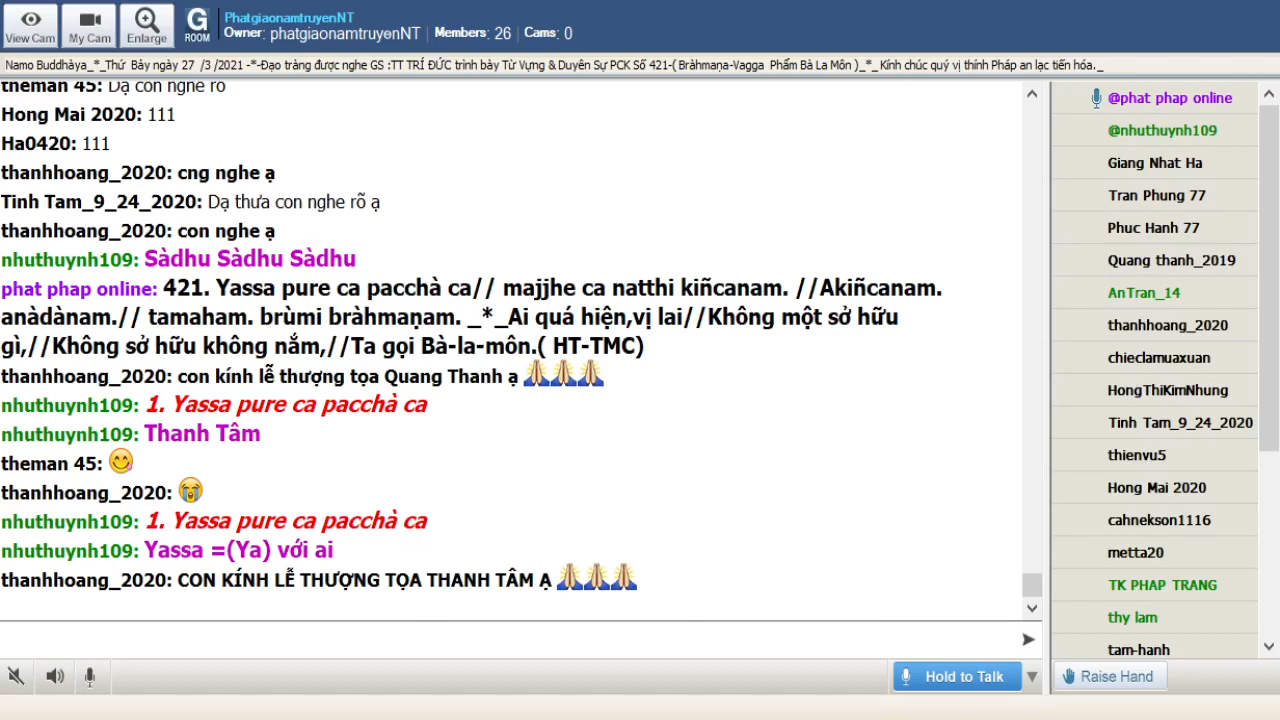 View Cam
My Cam
Enlarge
G
ROOM
PhatgiaonamtruyenNT
Owner: phatgiaonamtruyenNT | Members: 26 | Cams: 0
Namo Buddhàya_*_Thứ Bảy ngày 27 /3 /2021 -*-Đạo tràng được nghe GS :TT TRÍ ĐỨC trình bày Từ Vựng & Duyên Sự PCK Số 421-( Bràhmaṇa-Vagga Phẩm Bà La Môn )_*_ Kính chúc quý vị thính Pháp an lạc tiến hóa._
theman 45: Dạ con nghe rõ
Hong Mai 2020: 111
Ha0420: 111
thanhhoang_2020: cng nghe ạ
Tinh Tam_9_24_2020: Dạ thưa con nghe rõ ạ
thanhhoang_2020: con nghe ạ
nhuthuynh109: Sàdhu Sàdhu Sàdhu
phat phap online: 421. Yassa pure ca pacchà ca// majjhe ca natthi kiñcanam. //Akiñcanam.
anàdànam.// tamaham. brùmi bràhmaṇam. _*_Ai quá hiện,vị lai//Không một sở hữu
gì,//Không sở hữu không nắm,//Ta gọi Bà-la-môn.( HT-TMC)
thanhhoang_2020: con kính lễ thượng tọa Quang Thanh ạ 🙏🙏🙏
nhuthuynh109: 1. Yassa pure ca pacchà ca
nhuthuynh109: Thanh Tâm
theman 45: 😋
thanhhoang_2020: 😭
nhuthuynh109: 1. Yassa pure ca pacchà ca
nhuthuynh109: Yassa =(Ya) với ai
thanhhoang_2020: CON KÍNH LỄ THƯỢNG TỌA THANH TÂM Ạ 🙏🙏🙏
@phat phap online
@nhuthuynh109
Giang Nhat Ha
Tran Phung 77
Phuc Hanh 77
Quang thanh_2019
AnTran_14
thanhhoang_2020
chieclamuaxuan
HongThiKimNhung
Tinh Tam_9_24_2020
thienvu5
Hong Mai 2020
cahnekson1116
metta20
TK PHAP TRANG
thy lam
tam-hanh
Hold to Talk
Raise Hand